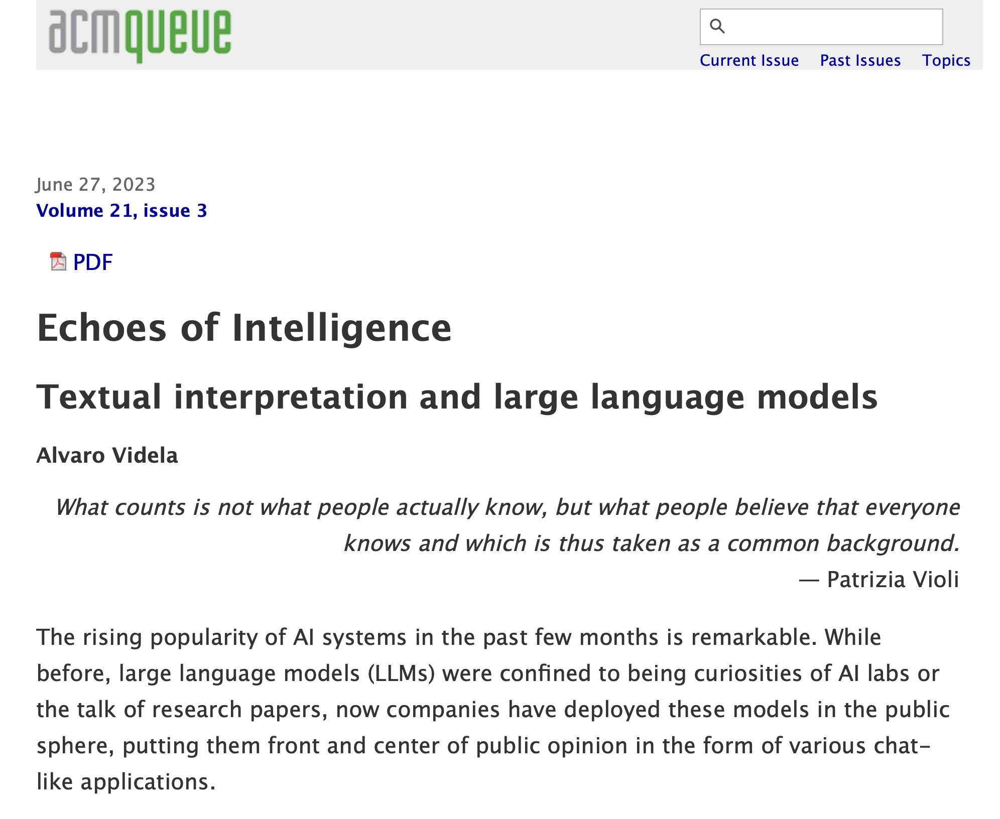 acmqueue
Current Issue Past Issues Topics
June 27, 2023
Volume 21, issue 3
PDF
Echoes of Intelligence
Textual interpretation and large language models
Alvaro Videla
What counts is not what people actually know, but what people believe that everyone
knows and which is thus taken as a common background.
— Patrizia Violi
The rising popularity of AI systems in the past few months is remarkable. While
before, large language models (LLMs) were confined to being curiosities of AI labs or
the talk of research papers, now companies have deployed these models in the public
sphere, putting them front and center of public opinion in the form of various chat-
like applications.